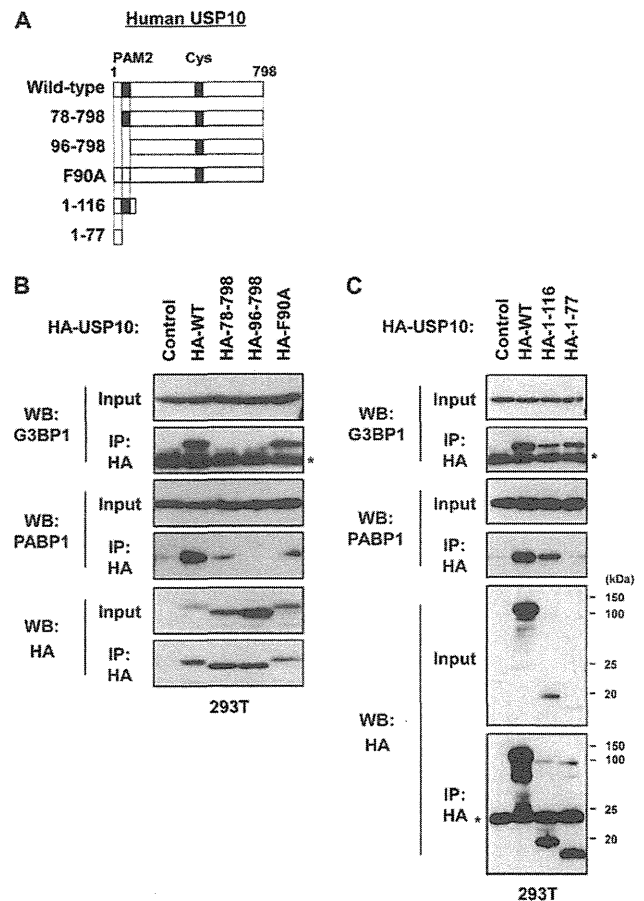 A
Human USP10
PAM2 Cys
1 798
Wild-type
78-798
96-798
F90A
1-116
1-77
B
HA-USP10:
Control
HA-WT
HA-78-798
HA-96-798
HA-F90A
WB:
G3BP1
Input
IP:
HA
*
WB:
PABP1
Input
IP:
HA
WB:
HA
Input
IP:
HA
293T
C
HA-USP10:
Control
HA-WT
HA-1-116
HA-1-77
WB:
G3BP1
Input
IP:
HA
*
WB:
PABP1
Input
IP:
HA
(kDa)
WB:
HA
Input
150
100
25
20
IP:
HA
*
150
100
25
20
293T